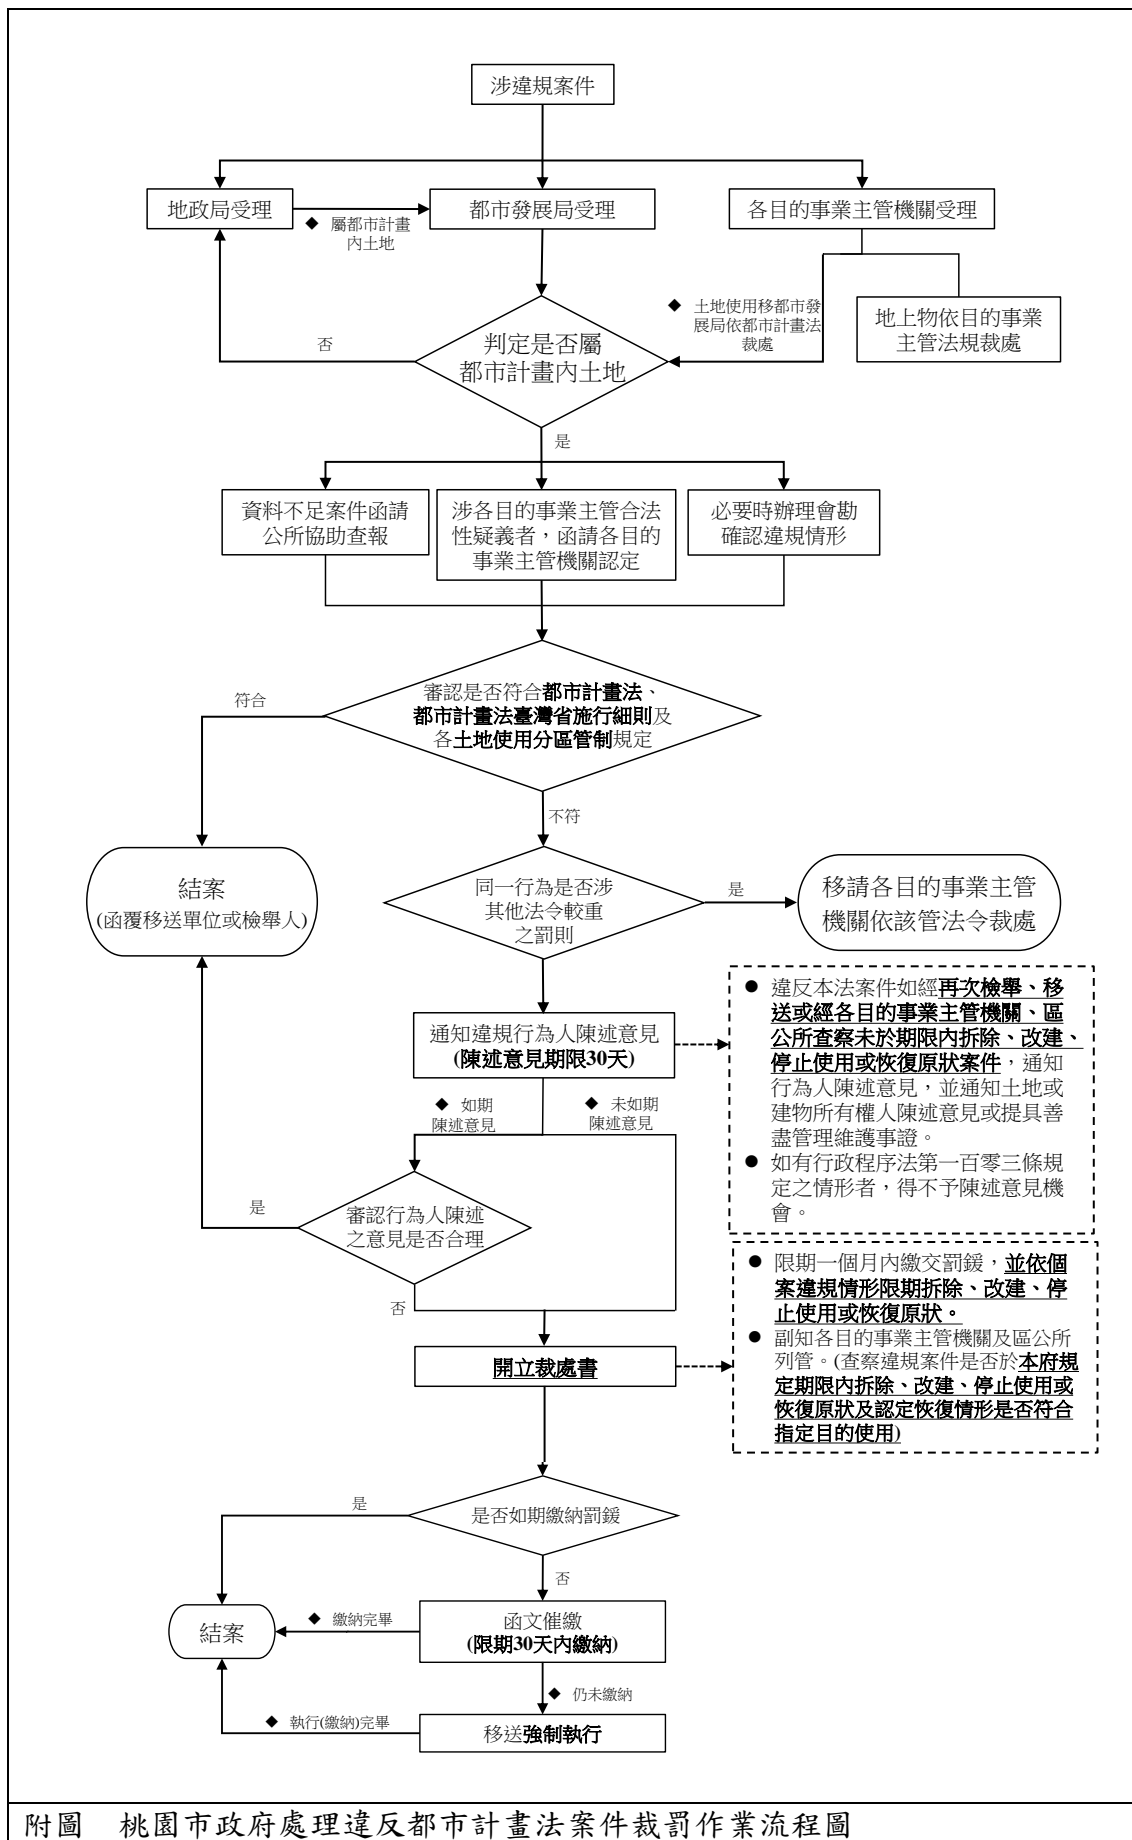 涉違規案件
地政局受理
都市發展局受理
各目的事業主管機關受理
◆ 屬都市計畫
內土地
◆ 土地使用移都市發
展局依都市計畫法
裁處
地上物依目的事業
主管法規裁處
判定是否屬
都市計畫內土地
否
是
資料不足案件函請
公所協助查報
涉各目的事業主管合法
性疑義者，函請各目的
事業主管機關認定
必要時辦理會勘
確認違規情形
審認是否符合都市計畫法、
都市計畫法臺灣省施行細則及
各土地使用分區管制規定
符合
不符
結案
(函覆移送單位或檢舉人)
同一行為是否涉
其他法令較重
之罰則
是
移請各目的事業主管
機關依該管法令裁處
通知違規行為人陳述意見
(陳述意見期限30天)
● 違反本法案件如經再次檢舉、移
送或經各目的事業主管機關、區
公所查察未於期限內拆除、改建、
停止使用或恢復原狀案件，通知
行為人陳述意見，並通知土地或
建物所有權人陳述意見或提具善
盡管理維護事證。
● 如有行政程序法第一百零三條規
定之情形者，得不予陳述意見機
會。
◆ 如期
陳述意見
◆ 未如期
陳述意見
審認行為人陳述
之意見是否合理
是
否
開立裁處書
● 限期一個月內繳交罰鍰，並依個
案違規情形限期拆除、改建、停
止使用或恢復原狀。
● 副知各目的事業主管機關及區公所
列管。(查察違規案件是否於本府規
定期限內拆除、改建、停止使用或
恢復原狀及認定恢復情形是否符合
指定目的使用)
是否如期繳納罰鍰
是
否
結案
◆ 繳納完畢
函文催繳
(限期30天內繳納)
◆ 仍未繳納
◆ 執行(繳納)完畢
移送強制執行
附圖 桃園市政府處理違反都市計畫法案件裁罰作業流程圖